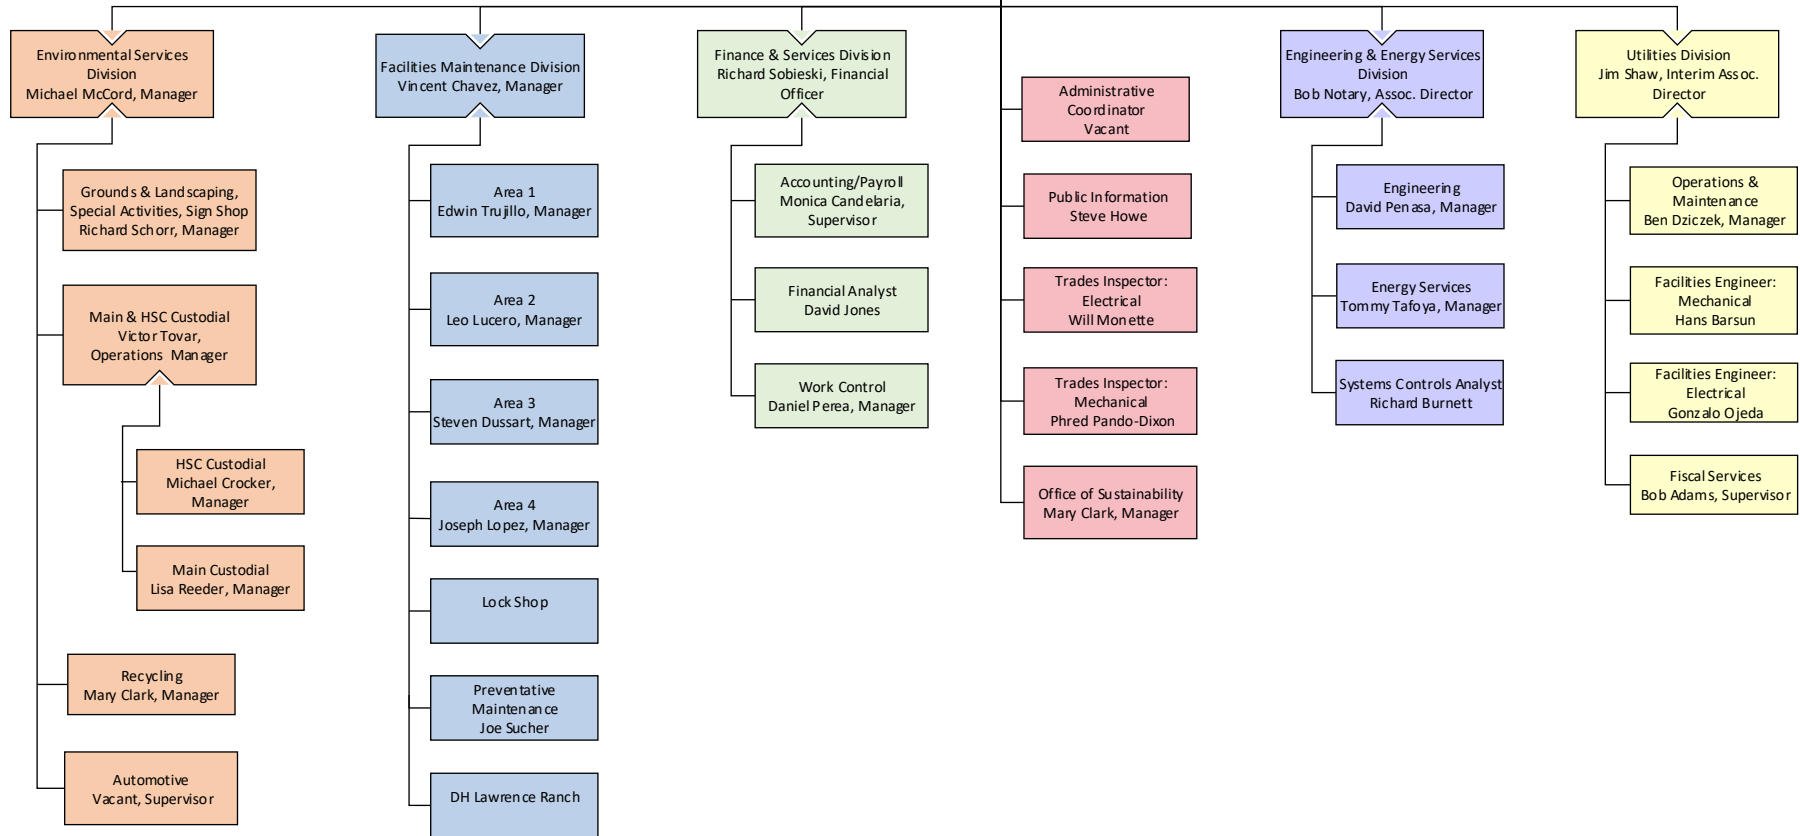 Environmental Services
Division
Michael McCord, Manager
Grounds & Landscaping,
Special Activities, Sign Shop
Richard Schorr, Manager
Main & HSC Custodial
Victor Tovar,
Operations Manager
HSC Custodial
Michael Crocker,
Manager
Main Custodial
Lisa Reeder, Manager
Recycling
Mary Clark, Manager
Automotive
Vacant, Supervisor
Facilities Maintenance Division
Vincent Chavez, Manager
Area 1
Edwin Trujillo, Manager
Area 2
Leo Lucero, Manager
Area 3
Steven Dussart, Manager
Area 4
Joseph Lopez, Manager
Lock Shop
Preventative
Maintenance
Joe Sucher
DH Lawrence Ranch
Finance & Services Division
Richard Sobieski, Financial
Officer
Accounting/Payroll
Monica Candelaria,
Supervisor
Financial Analyst
David Jones
Work Control
Daniel Perea, Manager
Administrative
Coordinator
Vacant
Public Information
Steve Howe
Trades Inspector:
Electrical
Will Monette
Trades Inspector:
Mechanical
Phred Pando-Dixon
Office of Sustainability
Mary Clark, Manager
Engineering & Energy Services
Division
Bob Notary, Assoc. Director
Engineering
David Penasa, Manager
Energy Services
Tommy Tafoya, Manager
Systems Controls Analyst
Richard Burnett
Utilities Division
Jim Shaw, Interim Assoc.
Director
Operations &
Maintenance
Ben Dziczek, Manager
Facilities Engineer:
Mechanical
Hans Barsun
Facilities Engineer:
Electrical
Gonzalo Ojeda
Fiscal Services
Bob Adams, Supervisor